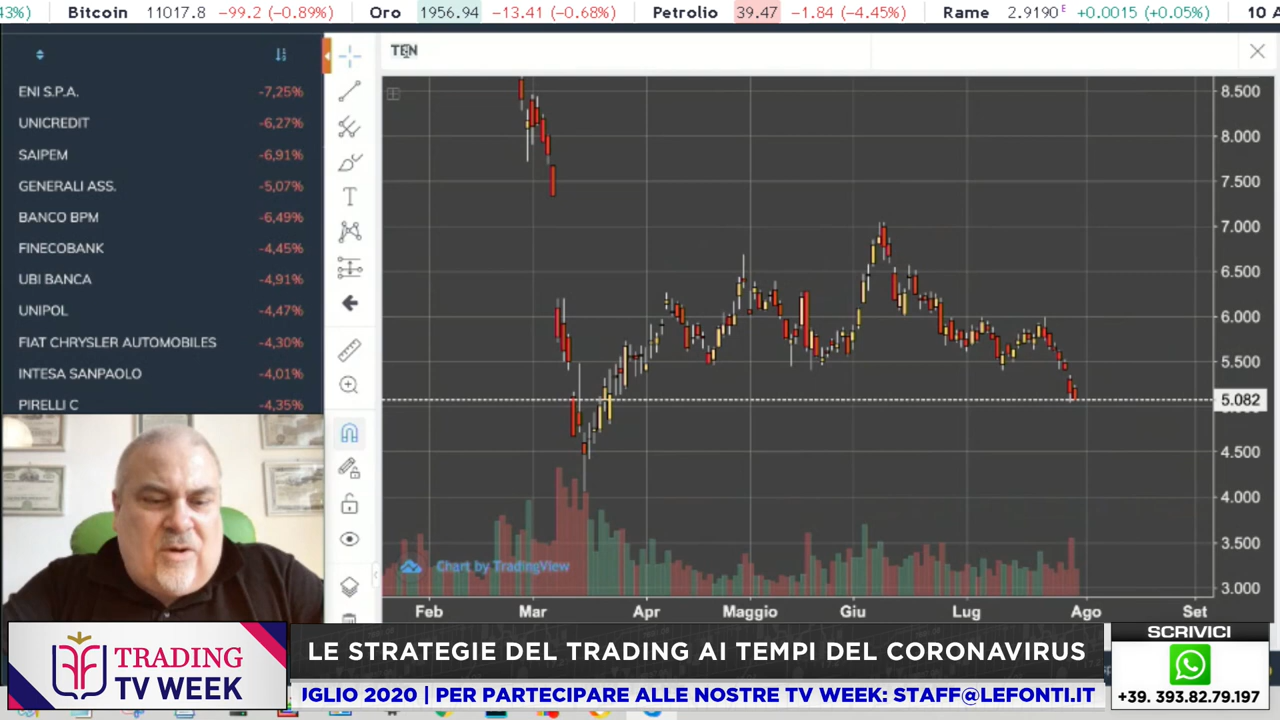 43%)
Bitcoin 11017.8 −99.2 (−0.89%)
Oro 1956.94 −13.41 (−0.68%)
Petrolio 39.47 −1.84 (−4.45%)
Rame 2.9190 E +0.0015 (+0.05%)
10 A
ENI S.P.A. -7,25%
UNICREDIT -6,27%
SAIPEM -6,91%
GENERALI ASS. -5,07%
BANCO BPM -6,49%
FINECOBANK -4,45%
UBI BANCA -4,91%
UNIPOL -4,47%
FIAT CHRYSLER AUTOMOBILES -4,30%
INTESA SANPAOLO -4,01%
PIRELLI C -4,35%
TEN
8.500
8.000
7.500
7.000
6.500
6.000
5.500
5.082
4.500
4.000
3.500
3.000
Chart by TradingView
Feb Mar Apr Maggio Giu Lug Ago Set
TRADING
TV WEEK
LE STRATEGIE DEL TRADING AI TEMPI DEL CORONAVIRUS
UGLIO 2020 | PER PARTECIPARE ALLE NOSTRE TV WEEK: STAFF@LEFONTI.IT
SCRIVICI
+39. 393.82.79.197